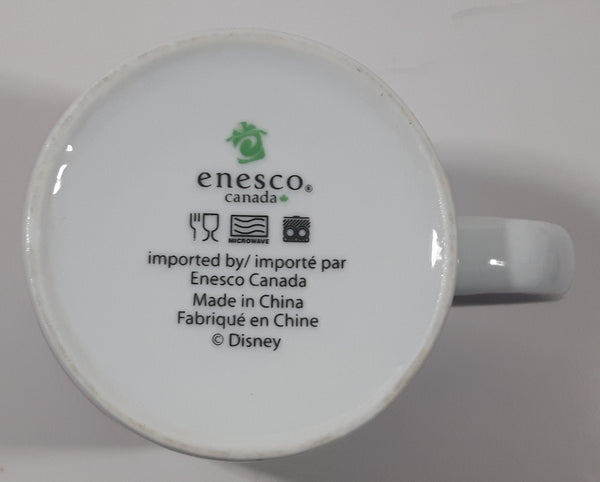 enesco®
canada
MICROWAVE
imported by/ importé par
Enesco Canada
Made in China
Fabriqué en Chine
© Disney